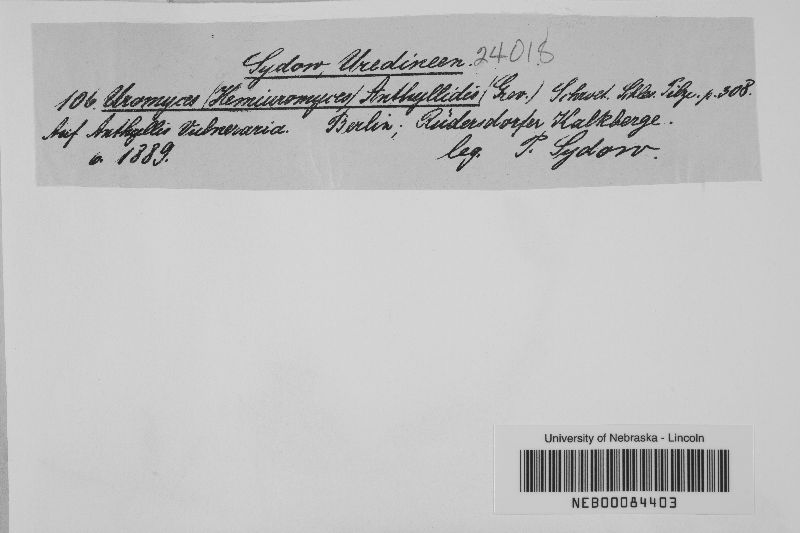 Sydow, Uredineen. 24018
106. Uromyces (Hemiuromyces) Anthyllidis (Grev.) Schroet. Schles. Pilze. p. 308.
Auf Anthyllis Vulneraria. Berlin; Rüdersdorfer Kalkberge.
1889. leg. P. Sydow.
University of Nebraska - Lincoln
NEB00084403